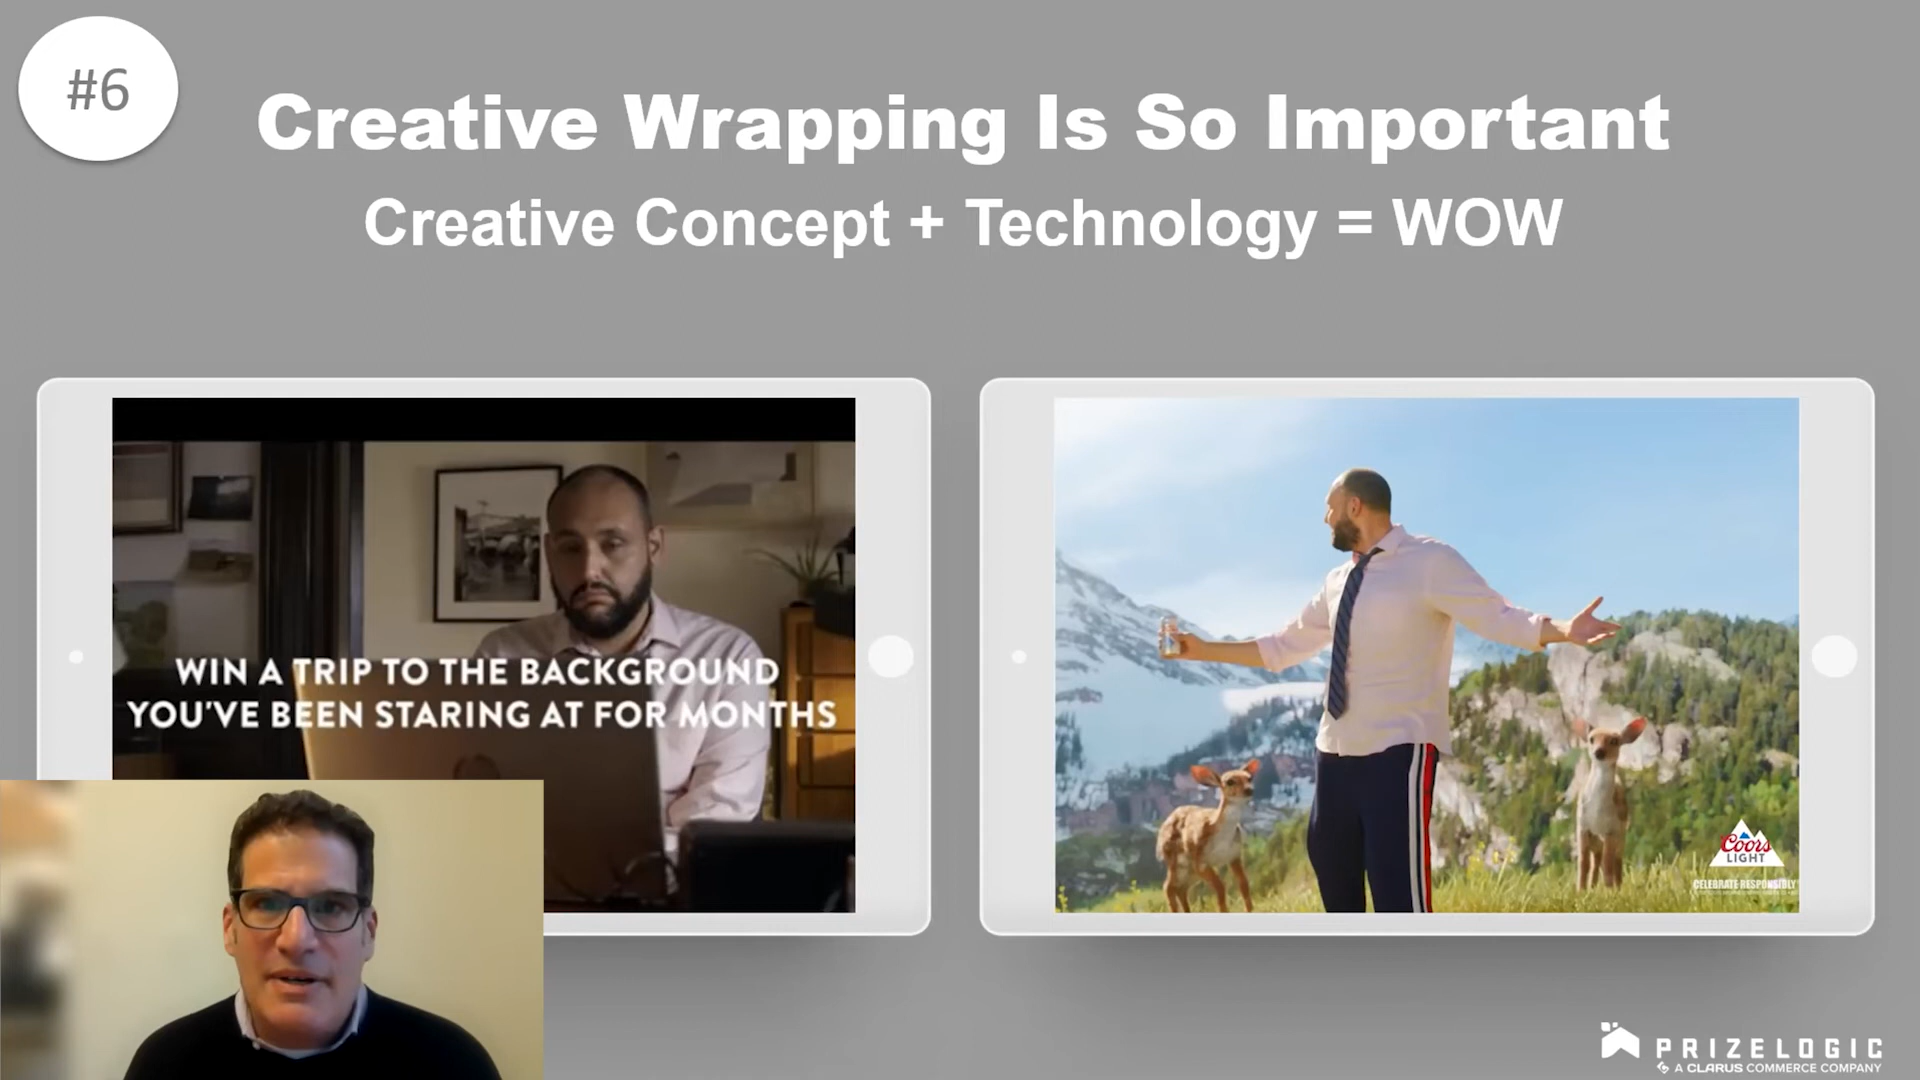 #6
Creative Wrapping Is So Important
Creative Concept + Technology = WOW
WIN A TRIP TO THE BACKGROUND
YOU'VE BEEN STARING AT FOR MONTHS
Coors
LIGHT
CELEBRATE RESPONSIBLY
PRIZELOGIC
A CLARUS COMMERCE COMPANY